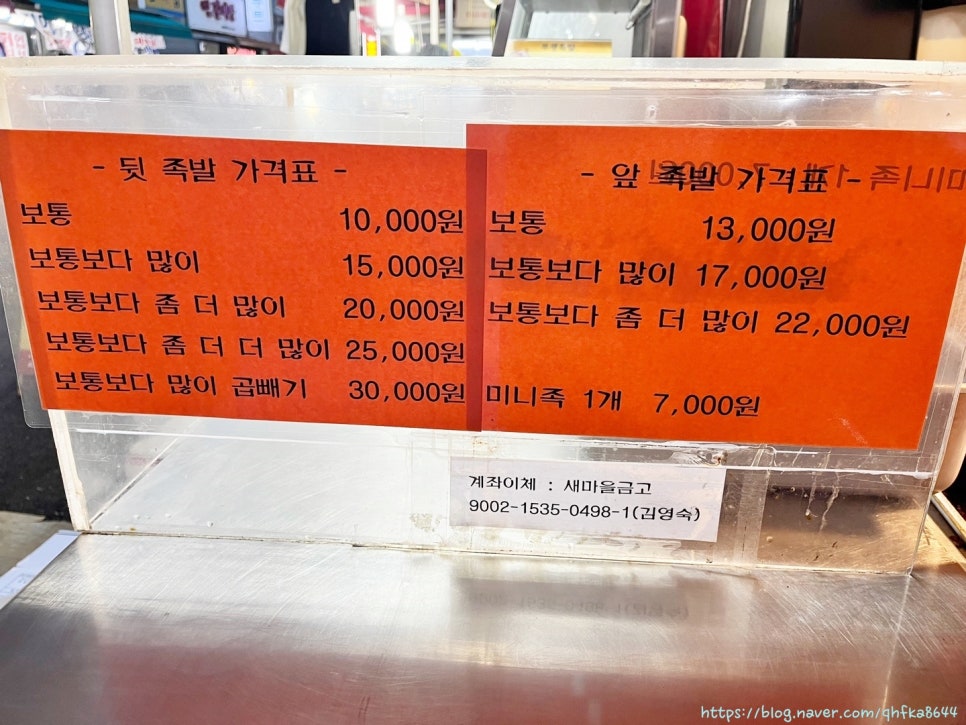 - 뒷 족발 가격표 -
보통 10,000원
보통보다 많이 15,000원
보통보다 좀 더 많이 20,000원
보통보다 좀 더 더 많이 25,000원
보통보다 많이 곱빼기 30,000원
- 앞 족발 가격표 -
보통 13,000원
보통보다 많이 17,000원
보통보다 좀 더 많이 22,000원
미니족 1개 7,000원
계좌이체 : 새마을금고
9002-1535-0498-1(김영숙)
https://blog.naver.com/qhfka8644